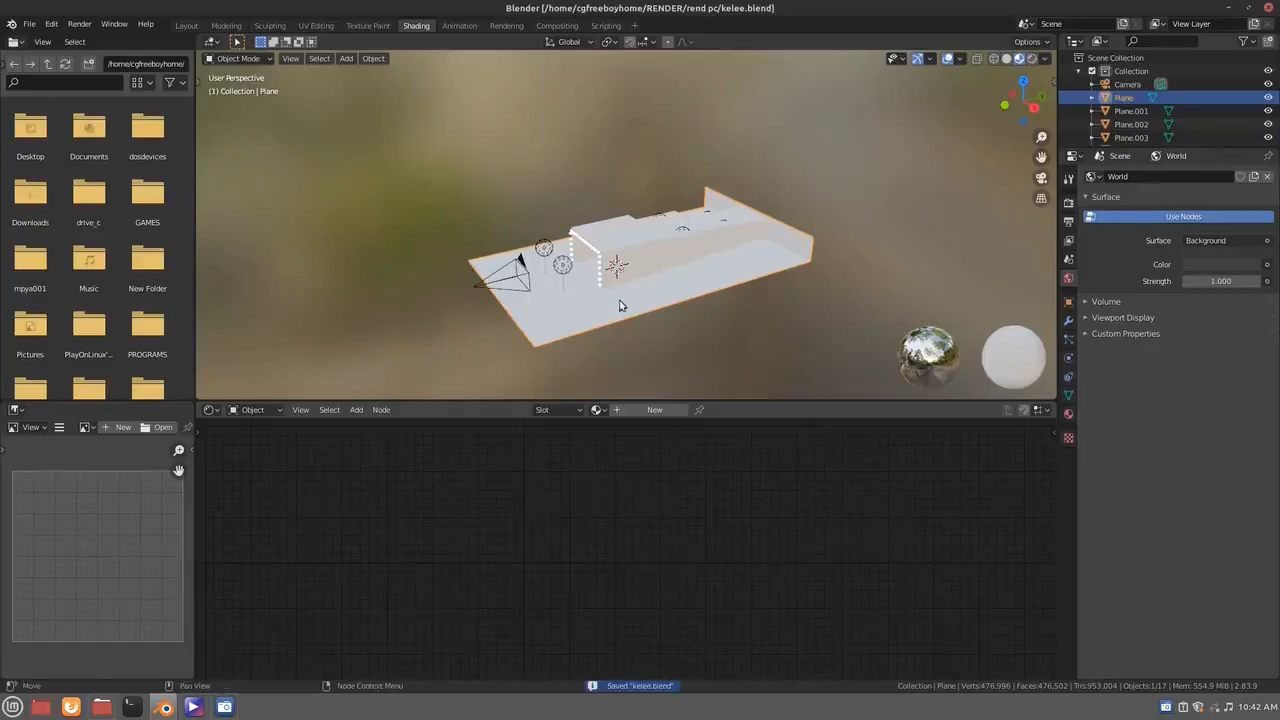 Blender [/home/cgfreeboyhome/RENDER/rend pc/kelee.blend]
File Edit Render Window Help
Layout Modeling Sculpting UV Editing Texture Paint Shading Animation Rendering Compositing Scripting +
Scene
View Layer
View Select
Global
Options
/home/cgfreeboyhome/
Object Mode View Select Add Object
User Perspective
(1) Collection | Plane
Scene Collection
Collection
Camera
Plane
Plane.001
Plane.002
Plane.003
Scene World
World
Surface
Use Nodes
Surface Background
Color
Strength 1.000
Volume
Viewport Display
Custom Properties
Desktop Documents dosdevices
Downloads drive_c GAMES
mpya001 Music New Folder
Pictures PlayOnLinux' PROGRAMS
Object View Select Add Node
Slot
New
View
New Open
Move
Pan View
Node Context Menu
Saved "kelee.blend"
Collection | Plane | Verts:476,996 | Faces:476,502 | Tris:953,004 | Objects:1/17 | Mem: 554.9 MiB | 2.83.9
10:42 AM